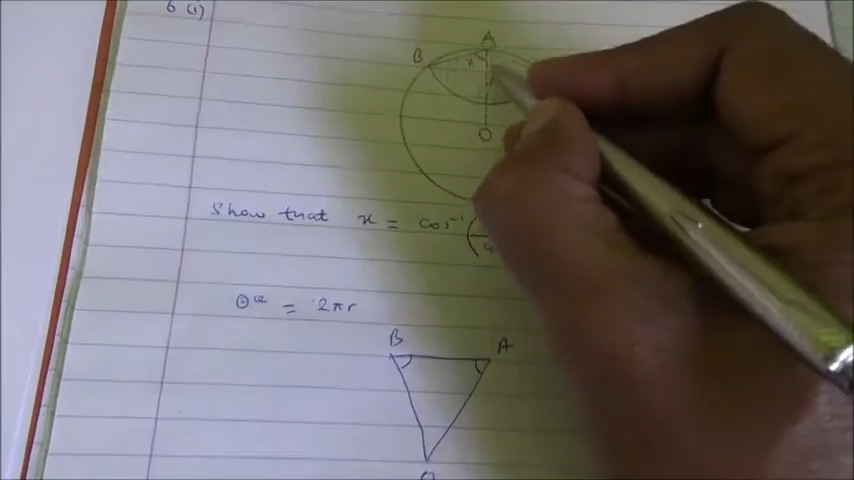 6 (i)
A
B
x
O
Show that x = cos⁻¹(
= 2πr
B
A
O